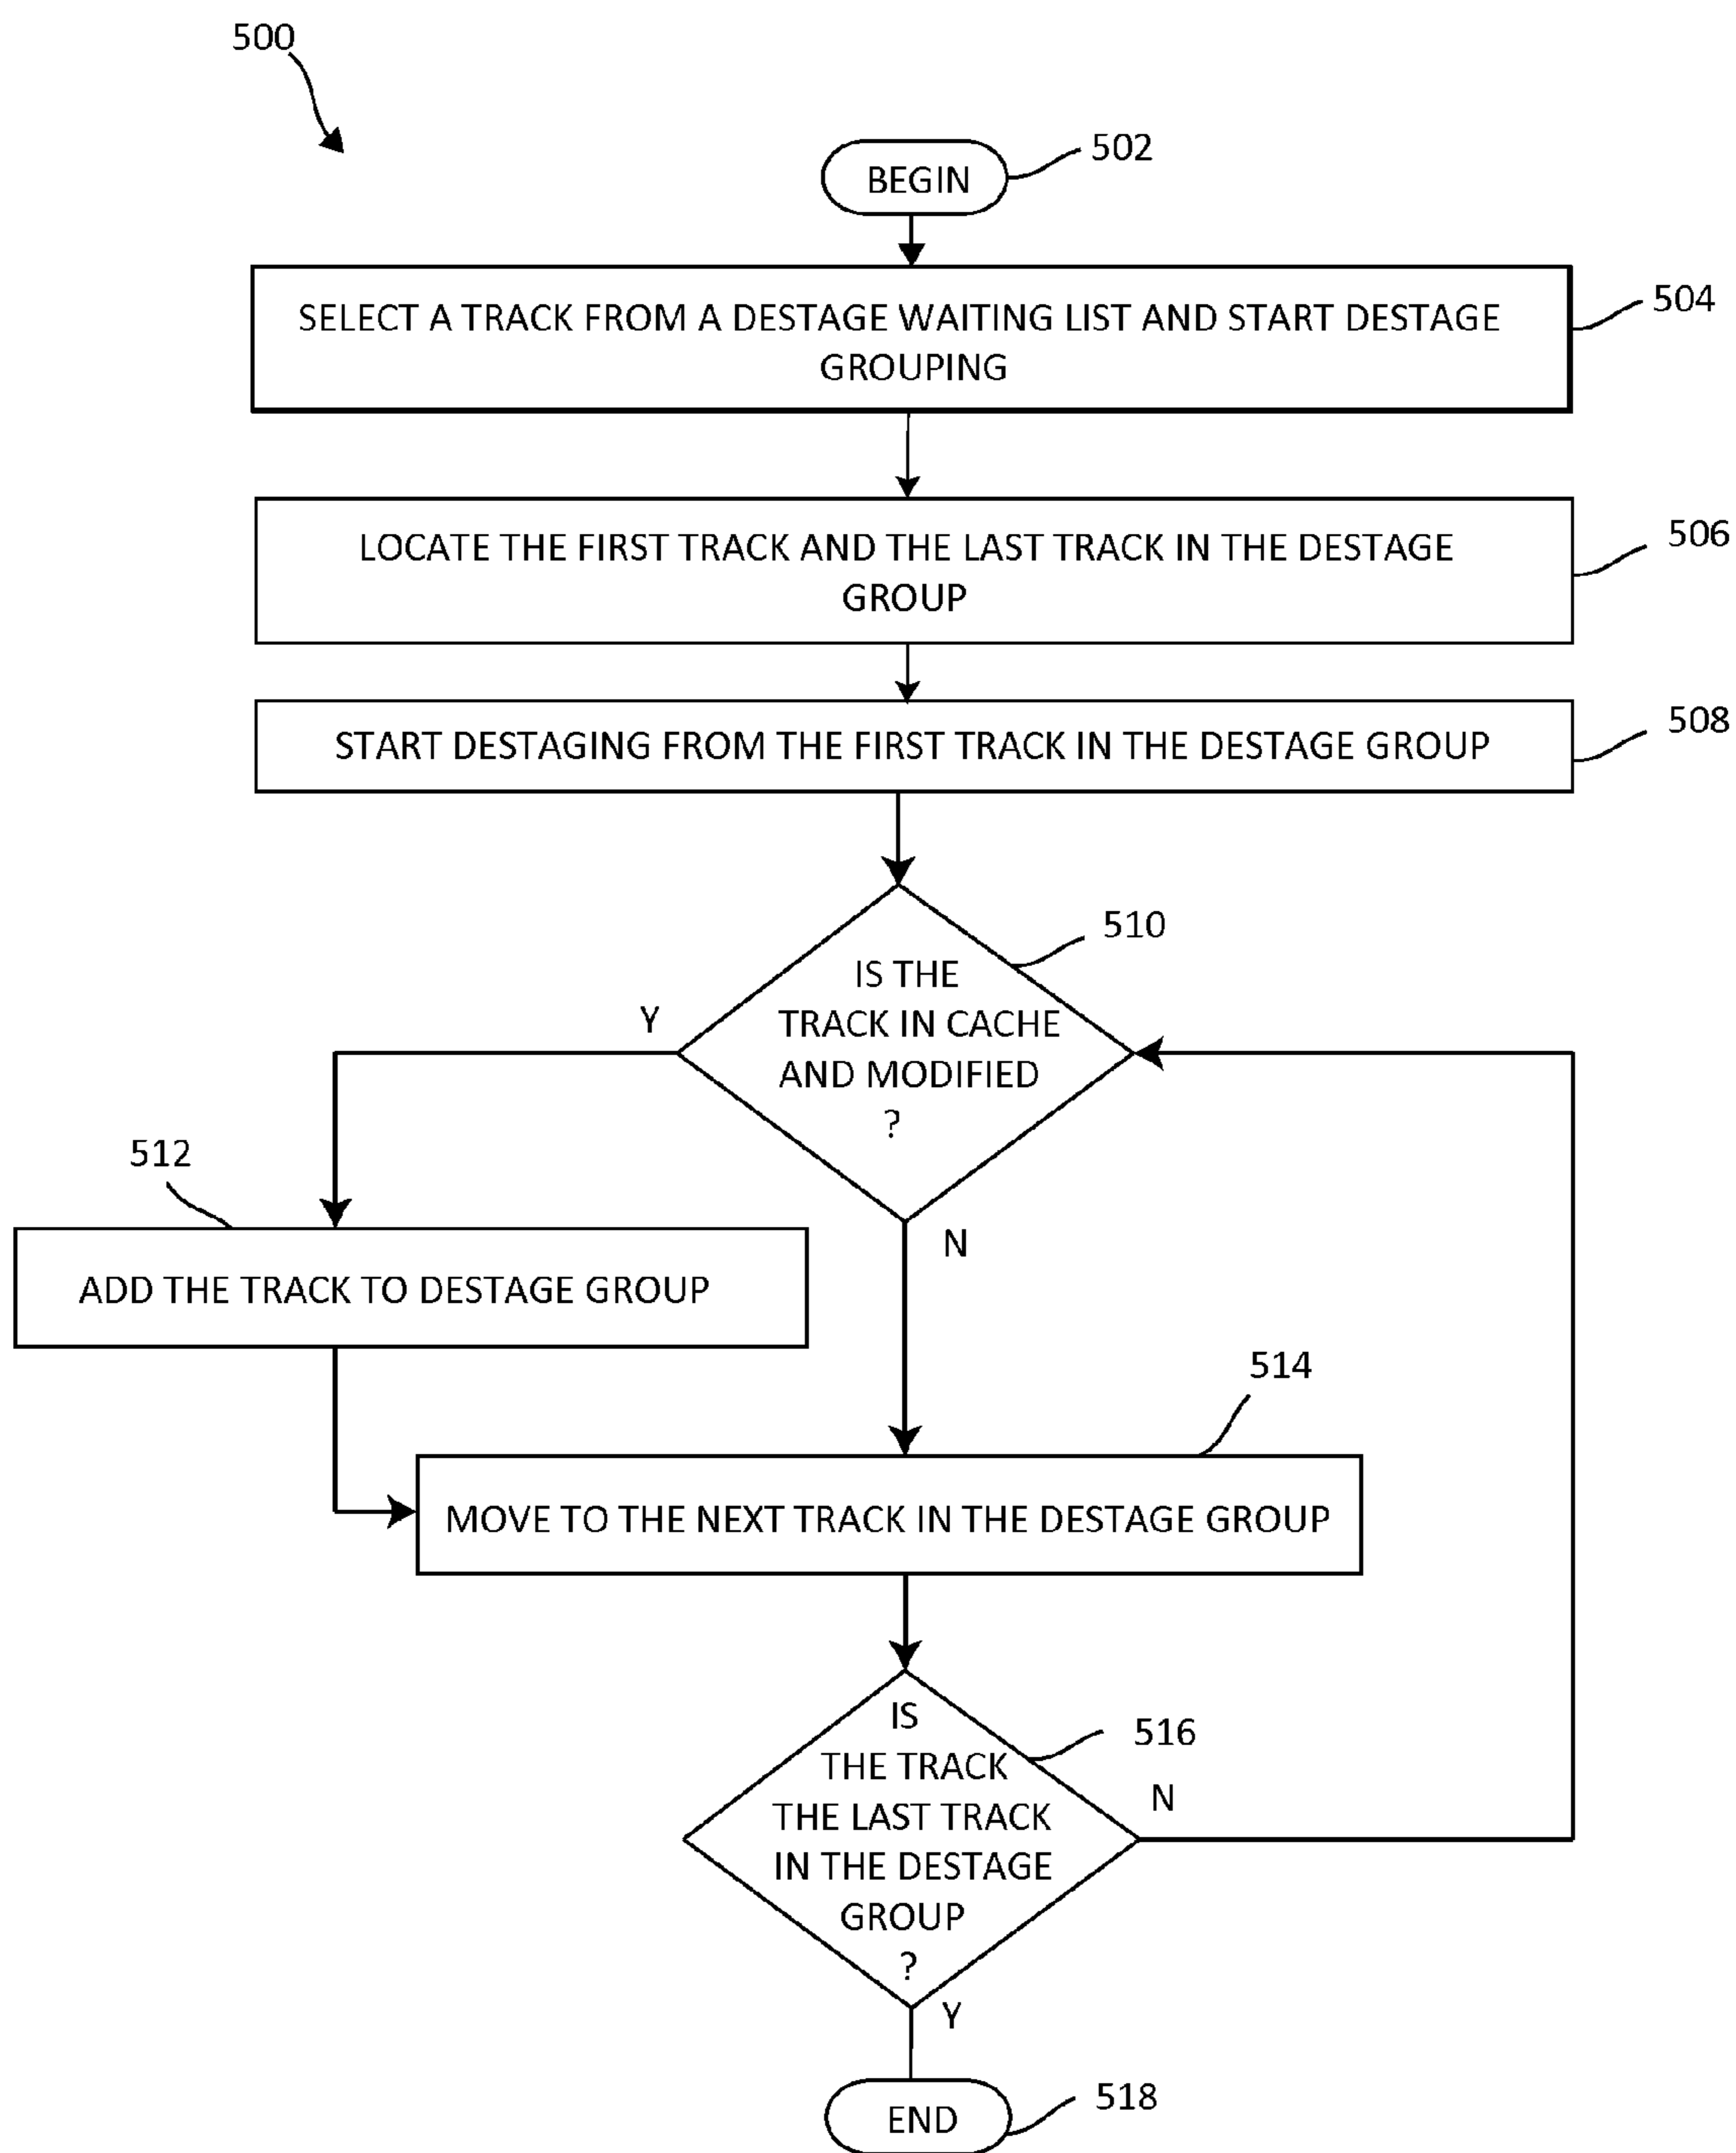 500
BEGIN
502
SELECT A TRACK FROM A DESTAGE WAITING LIST AND START DESTAGE
GROUPING
504
LOCATE THE FIRST TRACK AND THE LAST TRACK IN THE DESTAGE
GROUP
506
START DESTAGING FROM THE FIRST TRACK IN THE DESTAGE GROUP
508
510
IS THE
TRACK IN CACHE
AND MODIFIED
?
Y
N
512
ADD THE TRACK TO DESTAGE GROUP
514
MOVE TO THE NEXT TRACK IN THE DESTAGE GROUP
IS
THE TRACK
THE LAST TRACK
IN THE DESTAGE
GROUP
?
516
N
Y
END
518